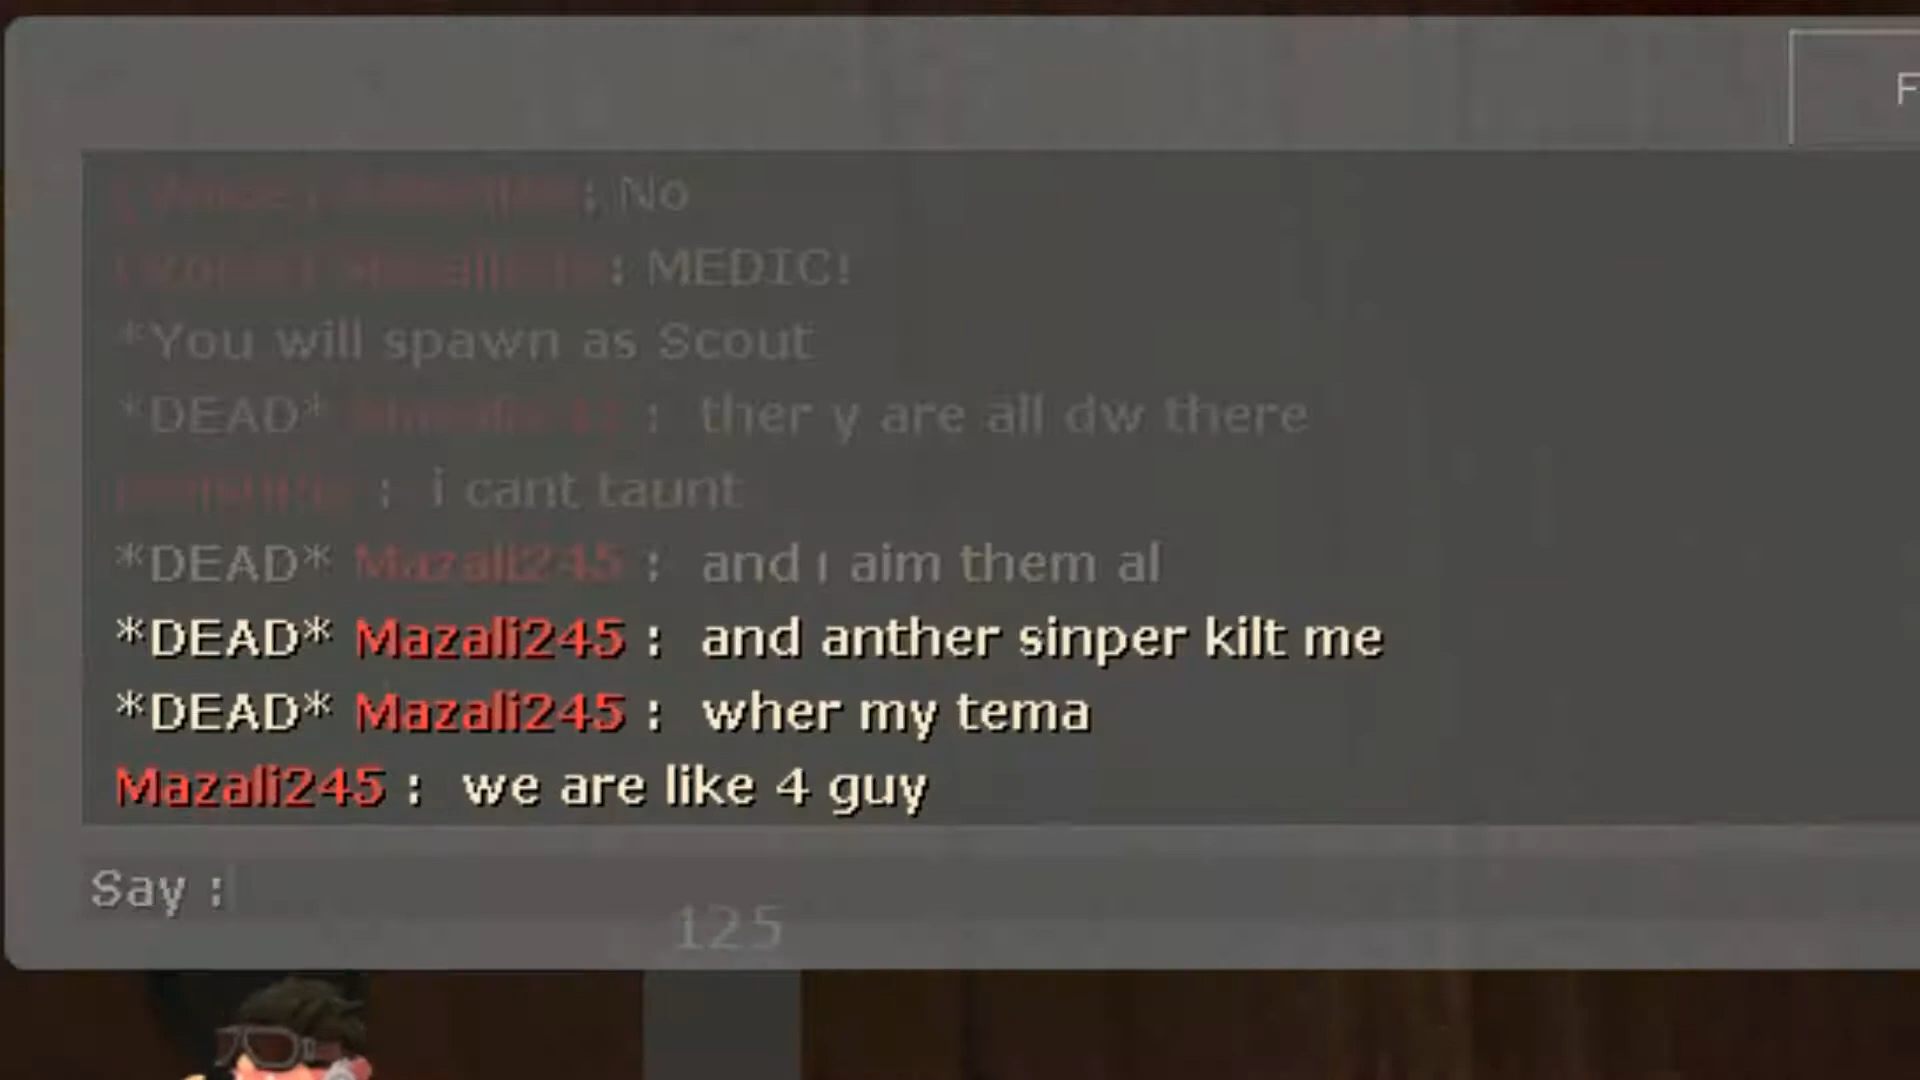 F
: No
: MEDIC!
*You will spawn as Scout
*DEAD* : ther y are all dw there
: i cant taunt
*DEAD* Mazali245 : and i aim them al
*DEAD* Mazali245 : and anther sinper kilt me
*DEAD* Mazali245 : wher my tema
Mazali245 : we are like 4 guy
Say :
125